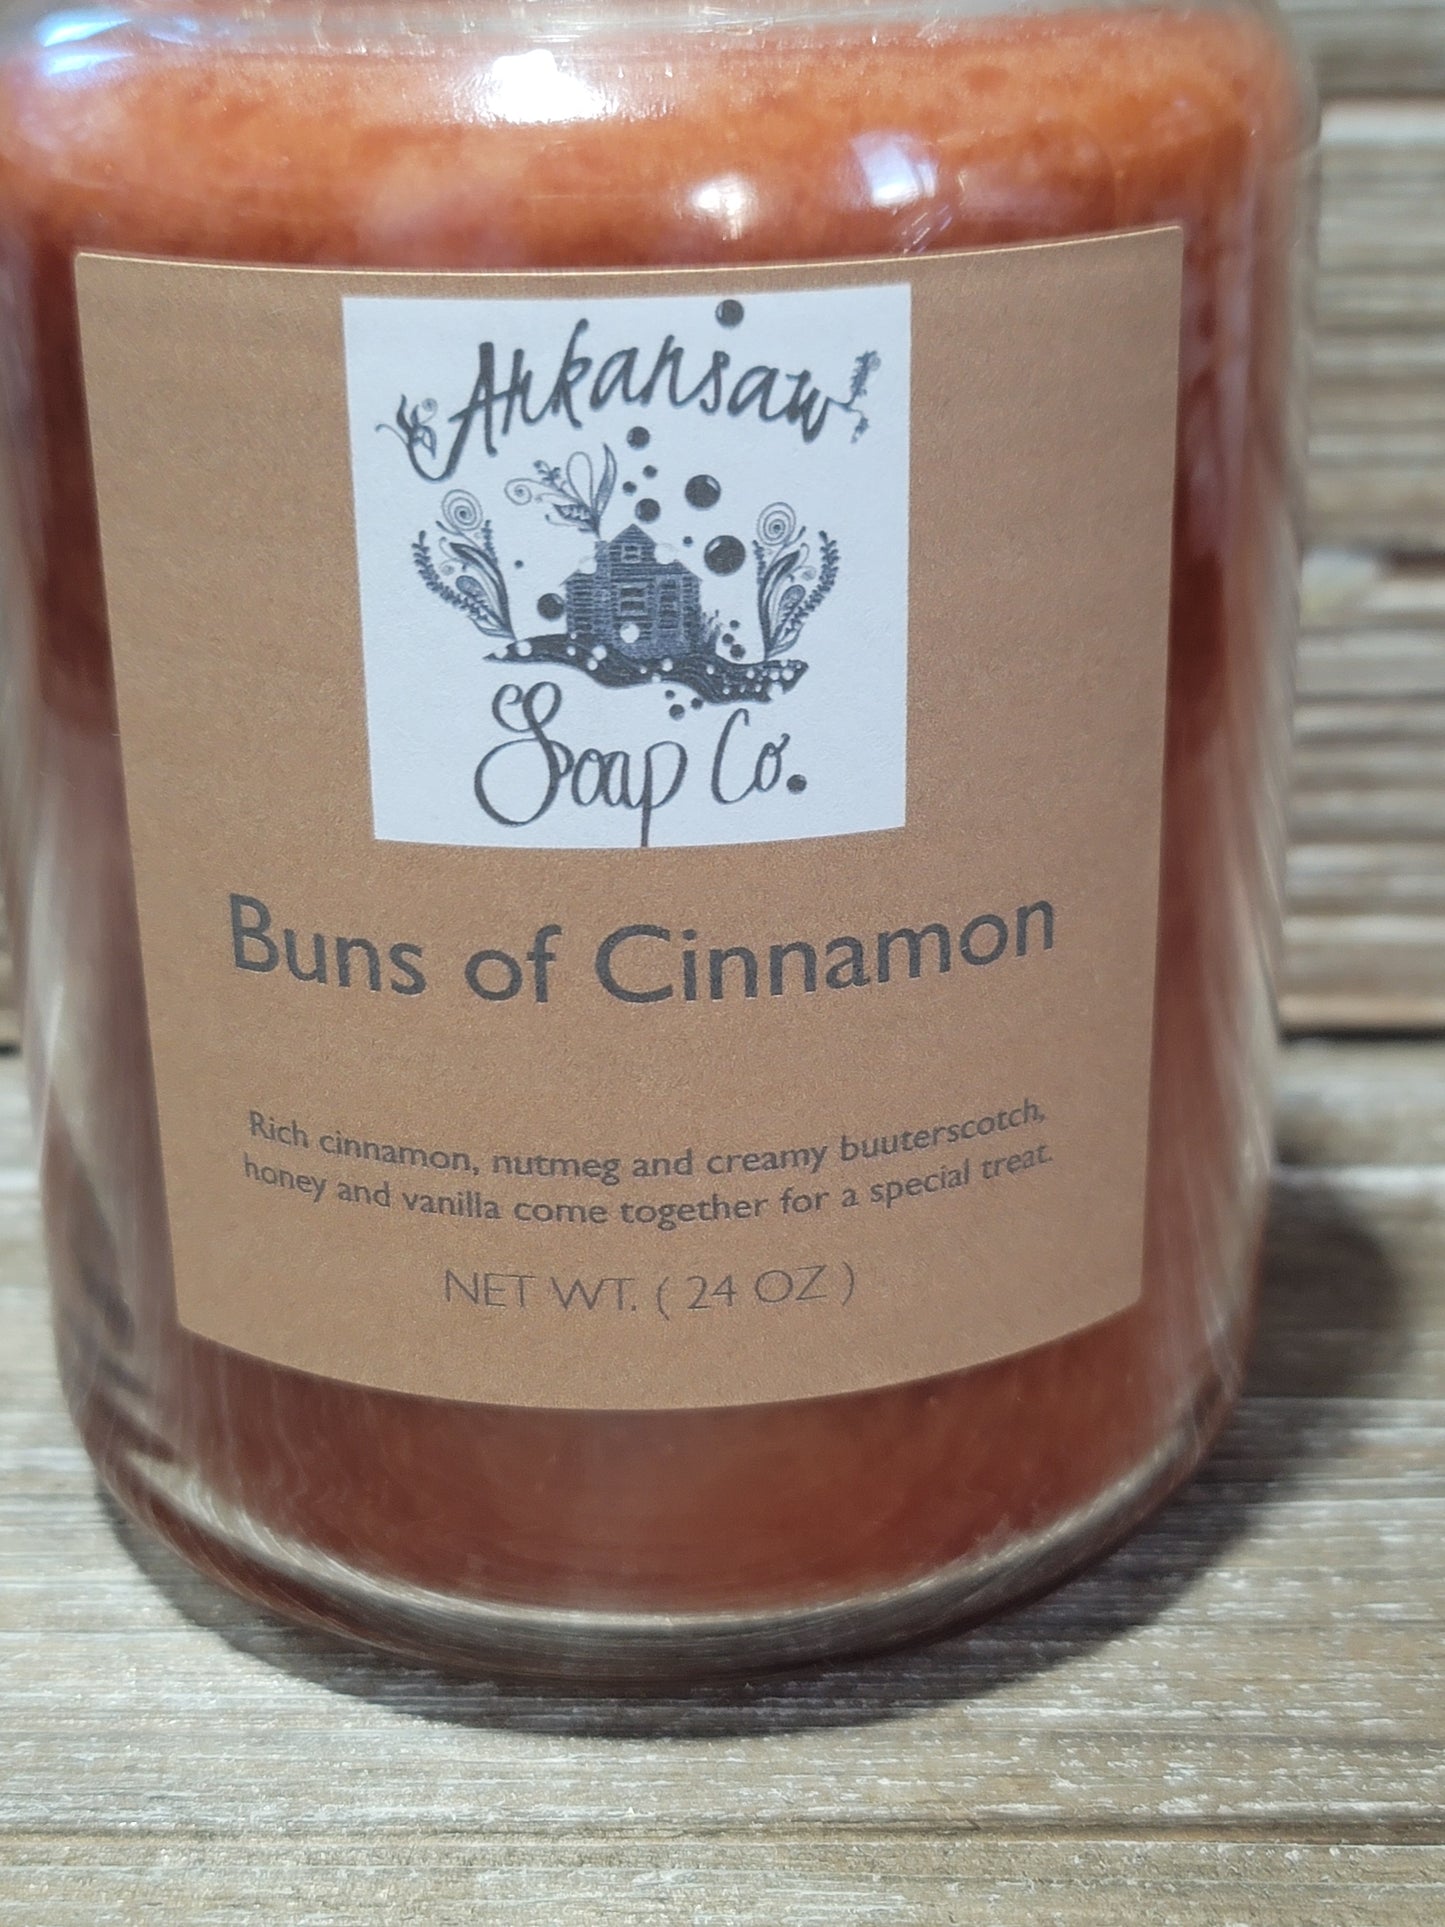 Arkansaw
Soap Co.
Buns of Cinnamon
Rich cinnamon, nutmeg and creamy buuterscotch,
honey and vanilla come together for a special treat.
NET WT. ( 24 OZ )